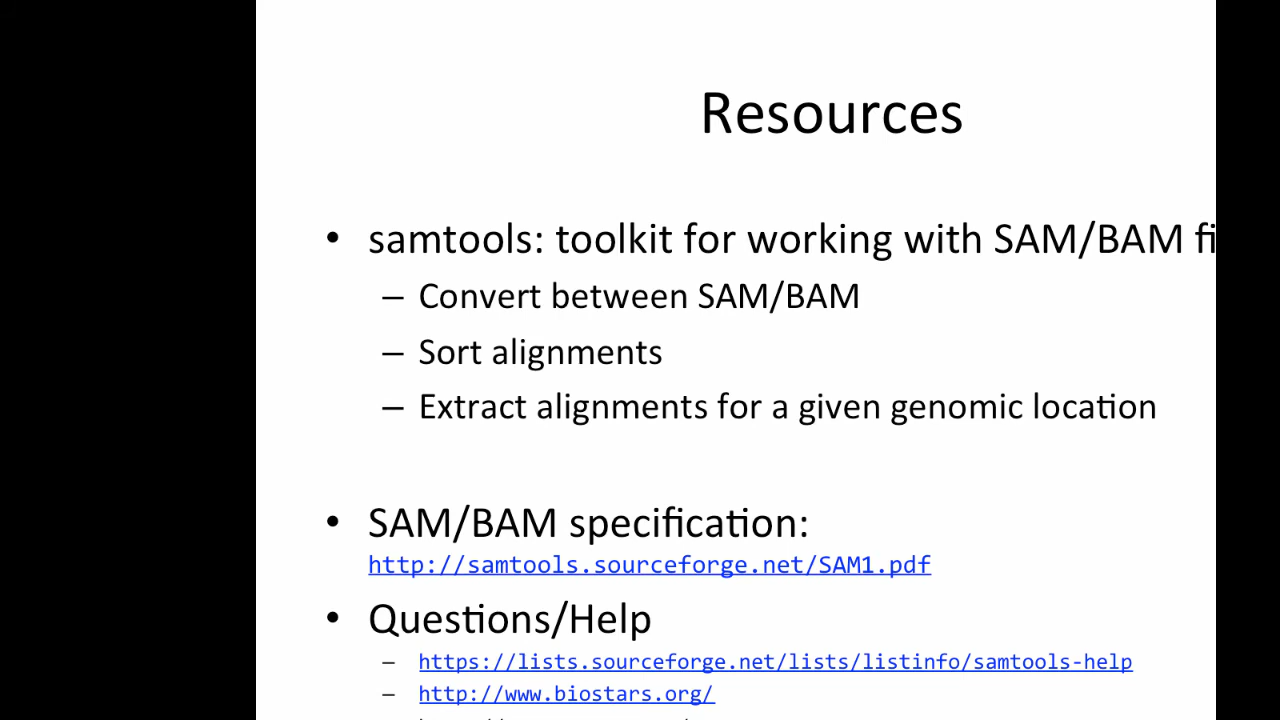 Resources
• samtools: toolkit for working with SAM/BAM
– Convert between SAM/BAM
– Sort alignments
– Extract alignments for a given genomic location
• SAM/BAM specification:
http://samtools.sourceforge.net/SAM1.pdf
• Questions/Help
– https://lists.sourceforge.net/lists/listinfo/samtools-help
– http://www.biostars.org/